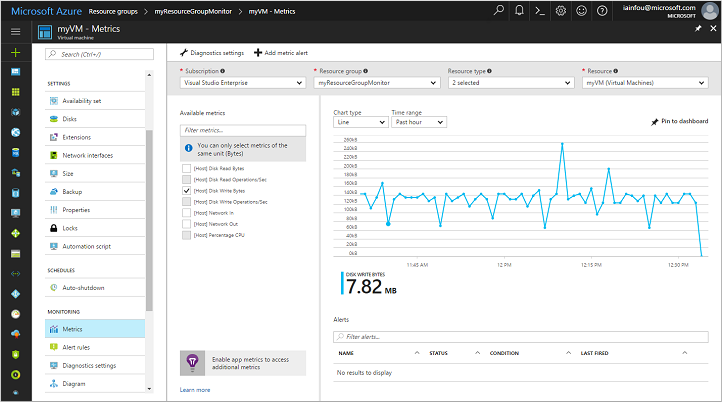 Microsoft Azure Resource groups > myResourceGroupMonitor > myVM - Metrics
iainfou@microsoft.com
MICROSOFT
myVM - Metrics
Virtual machine
Search (Ctrl+/)
SETTINGS
Availability set
Disks
Extensions
Network interfaces
Size
Backup
Properties
Locks
Automation script
SCHEDULES
Auto-shutdown
MONITORING
Metrics
Alert rules
Diagnostics settings
Diagram
Diagnostics settings
Add metric alert
* Subscription
Visual Studio Enterprise
* Resource group
myResourceGroupMonitor
Resource type
2 selected
* Resource
myVM (Virtual Machines)
Available metrics
Filter metrics...
You can only select metrics of the
same unit (Bytes)
[Host] Disk Read Bytes
[Host] Disk Read Operations/Sec
[Host] Disk Write Bytes
[Host] Disk Write Operations/Sec
[Host] Network In
[Host] Network Out
[Host] Percentage CPU
Enable app metrics to access
additional metrics
Learn more
Chart type
Line
Time range
Past hour
Pin to dashboard
260kB
240kB
220kB
200kB
180kB
160kB
140kB
120kB
100kB
80kB
60kB
40kB
20kB
0kB
11:45 AM
12 PM
12:15 PM
12:30 PM
DISK WRITE BYTES
7.82 MB
Alerts
Filter alerts...
NAME
STATUS
CONDITION
LAST FIRED
No results to display